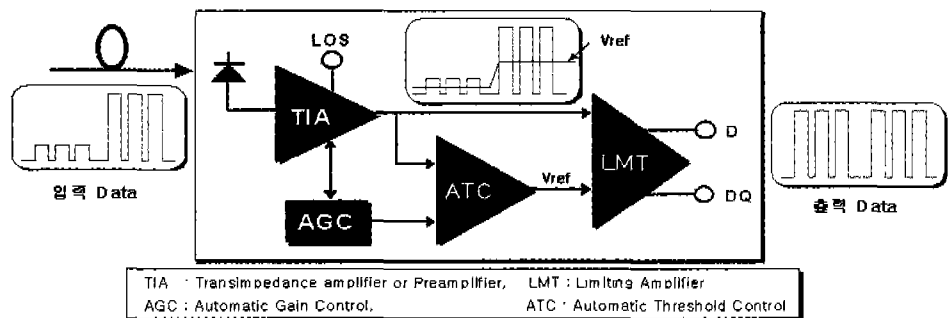 LOS
Vref
TIA
LMT
D
DQ
ATC
Vref
AGC
입력 Data
출력 Data
TIA : Transimpedance amplifier or Preamplifier, LMT : Limiting Amplifier
AGC : Automatic Gain Control, ATC : Automatic Threshold Control